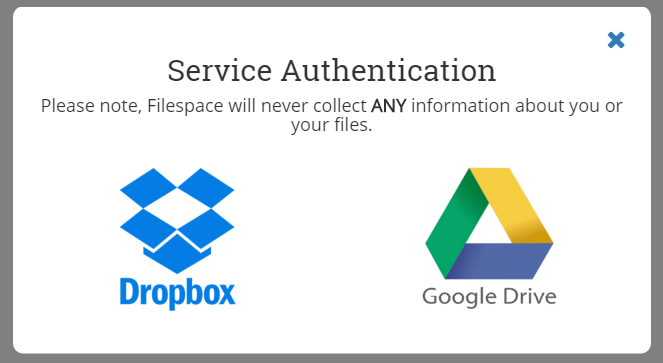 Service Authentication
Please note, Filespace will never collect ANY information about you or
your files.
Dropbox
Google Drive